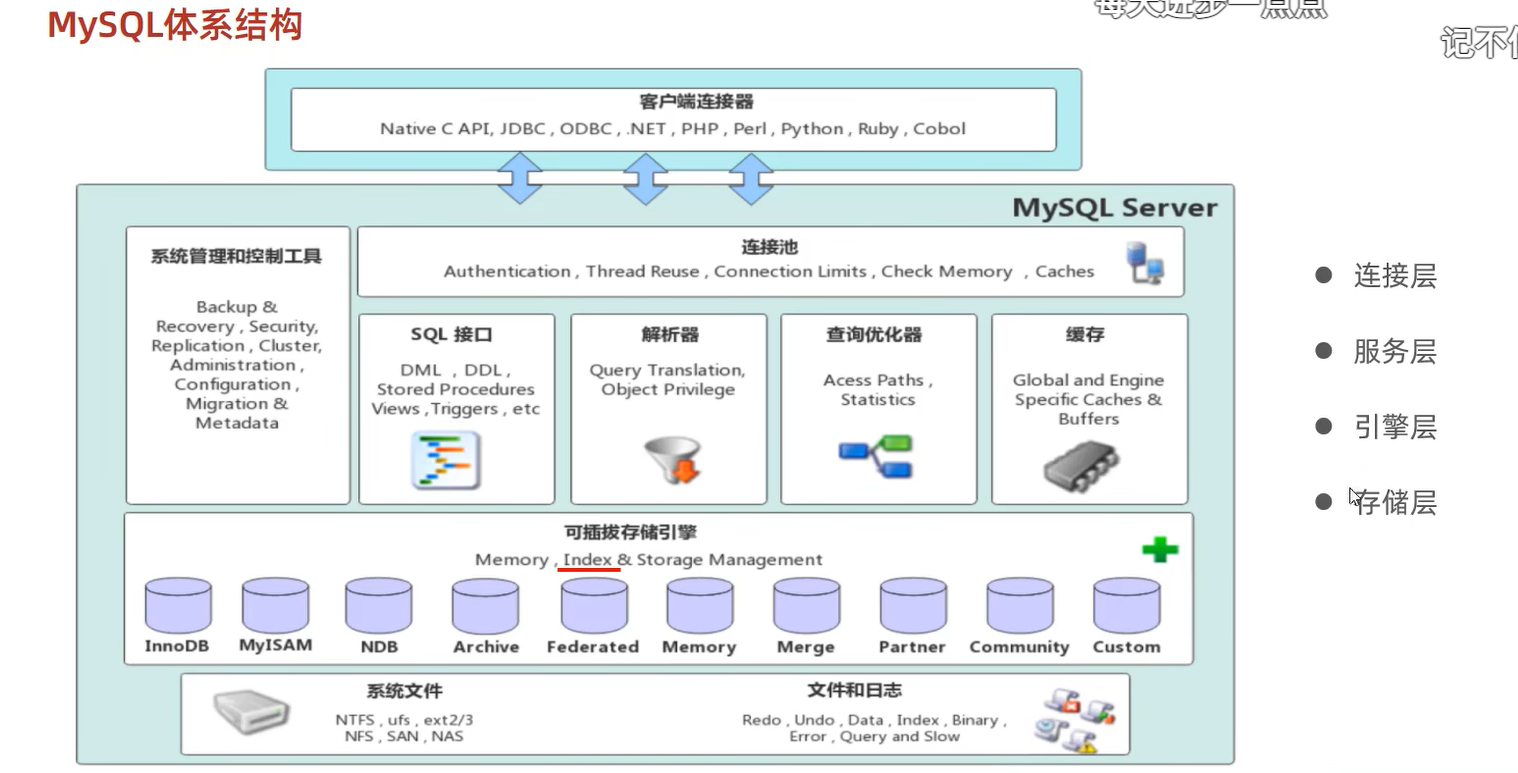 MySQL体系结构
每天进步一点点
客户端连接器
Native C API, JDBC , ODBC , .NET , PHP , Perl , Python , Ruby , Cobol
MySQL Server
系统管理和控制工具
Backup &
Recovery , Security,
Replication , Cluster,
Administration ,
Configuration ,
Migration &
Metadata
连接池
Authentication , Thread Reuse , Connection Limits , Check Memory , Caches
SQL 接口
DML , DDL ,
Stored Procedures
Views ,Triggers , etc
解析器
Query Translation,
Object Privilege
查询优化器
Acess Paths ,
Statistics
缓存
Global and Engine
Specific Caches &
Buffers
可插拔存储引擎
Memory , Index & Storage Management
InnoDB
MyISAM
NDB
Archive
Federated
Memory
Merge
Partner
Community
Custom
系统文件
NTFS , ufs , ext2/3
NFS , SAN , NAS
文件和日志
Redo , Undo , Data , Index , Binary ,
Error , Query and Slow
连接层
服务层
引擎层
存储层